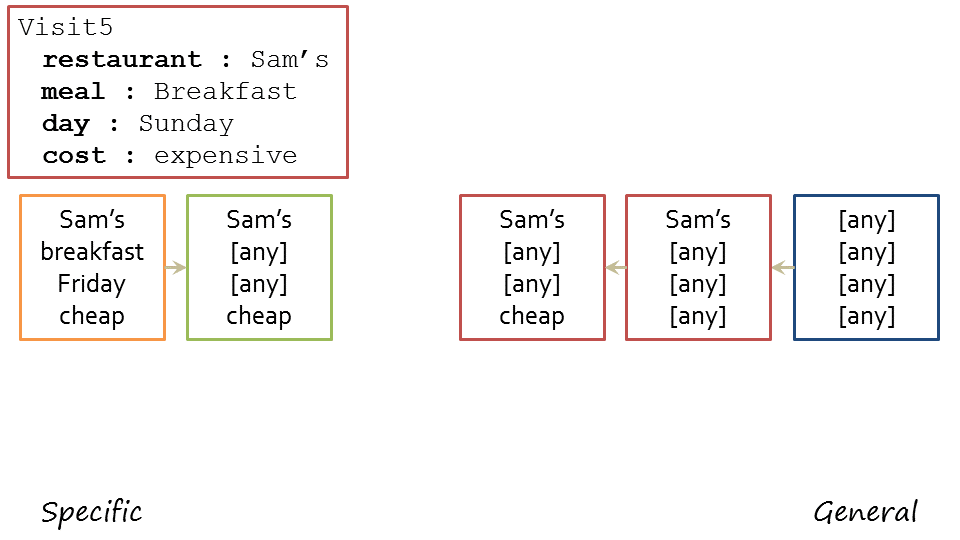 Visit5
restaurant : Sam’s
meal : Breakfast
day : Sunday
cost : expensive
Sam’s
breakfast
Friday
cheap
Sam’s
[any]
[any]
cheap
Sam’s
[any]
[any]
cheap
Sam’s
[any]
[any]
[any]
[any]
[any]
[any]
[any]
Specific
General